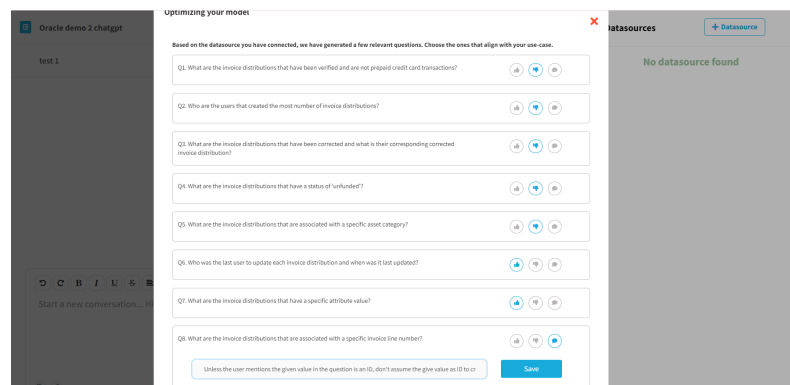 Optimizing your model
Oracle demo 2 chatgpt
Datasources
+ Datasource
Based on the datasource you have connected, we have generated a few relevant questions. Choose the ones that align with your use-case.
test 1
No datasource found
Q1. What are the invoice distributions that have been verified and are not prepaid credit card transactions?
Q2. Who are the users that created the most number of invoice distributions?
Q3. What are the invoice distributions that have been corrected and what is their corresponding corrected
invoice distribution?
Q4. What are the invoice distributions that have a status of 'unfunded'?
Q5. What are the invoice distributions that are associated with a specific asset category?
Q6. Who was the last user to update each invoice distribution and when was it last updated?
B I U S
Start a new conversation... Hi
Q7. What are the invoice distributions that have a specific attribute value?
Q8. What are the invoice distributions that are associated with a specific invoice line number?
Unless the user mentions the given value in the question is an ID, don't assume the give value as ID to cr
Save